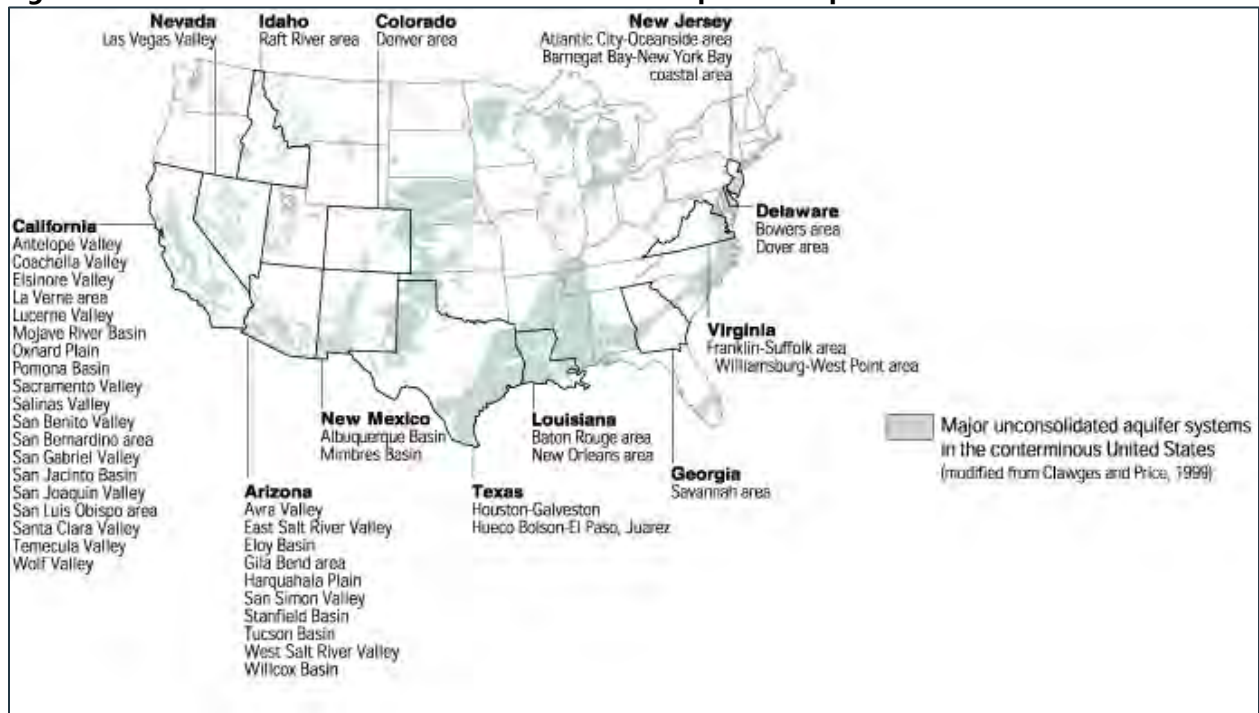 Nevada
Las Vegas Valley
Idaho
Raft River area
Colorado
Denver area
New Jersey
Atlantic City-Oceanside area
Barnegat Bay-New York Bay
coastal area
Delaware
Bowers area
Dover area
California
Antelope Valley
Coachella Valley
Elsinore Valley
La Verne area
Lucerne Valley
Mojave River Basin
Oxnard Plain
Pomona Basin
Sacramento Valley
Salinas Valley
San Benito Valley
San Bernardino area
San Gabriel Valley
San Jacinto Basin
San Joaquin Valley
San Luis Obispo area
Santa Clara Valley
Temecula Valley
Wolf Valley
Virginia
Franklin-Suffolk area
Williamsburg-West Point area
New Mexico
Albuquerque Basin
Mimbres Basin
Louisiana
Baton Rouge area
New Orleans area
Major unconsolidated aquifer systems
in the conterminous United States
(modified from Clawges and Price, 1999)
Georgia
Savannah area
Arizona
Avra Valley
East Salt River Valley
Eloy Basin
Gila Bend area
Harquahala Plain
San Simon Valley
Stanfield Basin
Tucson Basin
West Salt River Valley
Willcox Basin
Texas
Houston-Galveston
Hueco Bolson-El Paso, Juarez